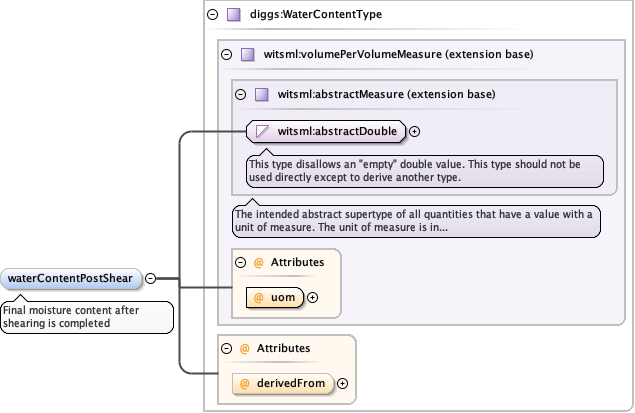 diggs:WaterContentType
witsml:volumePerVolumeMeasure (extension base)
witsml:abstractMeasure (extension base)
witsml:abstractDouble
This type disallows an "empty" double value. This type should not be
used directly except to derive another type.
The intended abstract supertype of all quantities that have a value with a
unit of measure. The unit of measure is in...
@ Attributes
@ uom
waterContentPostShear
Final moisture content after
shearing is completed
@ Attributes
@ derivedFrom